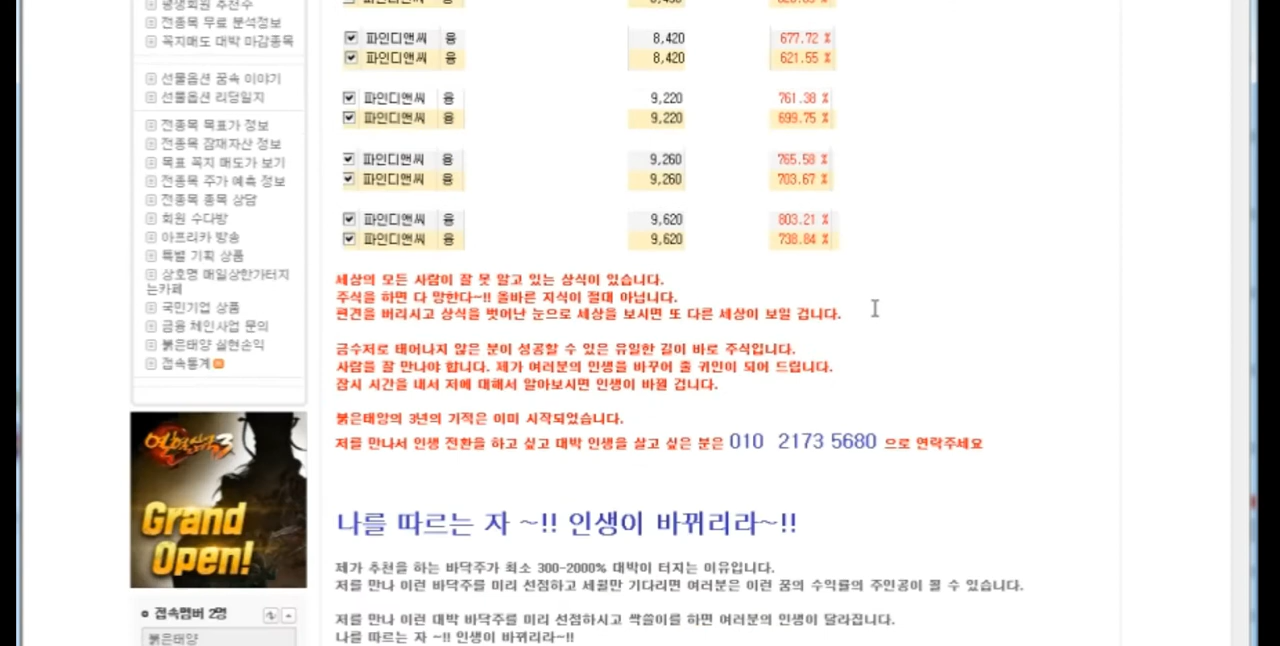 평생회원 추천주
전종목 무료 분석정보
꼭지매도 대박 마감종목
선물옵션 꿈속 이야기
선물옵션 리딩일지
전종목 목표가 정보
전종목 잠재자산 정보
목표 꼭지 매도가 보기
전종목 주가 예측 정보
전종목 종목 상담
회원 수다방
아프리카 방송
특별 기획 상품
상호명 매일상한가터지
는카페
국민기업 상품
금융 체인사업 문의
붉은태양 실현손익
접속통계
Grand
Open!
접속멤버 2명
붉은태양
파인디앤씨 융 8,420 677.72 %
파인디앤씨 융 8,420 621.55 %
파인디앤씨 융 9,220 761.38 %
파인디앤씨 융 9,220 699.75 %
파인디앤씨 융 9,260 765.58 %
파인디앤씨 융 9,260 703.67 %
파인디앤씨 융 9,620 803.21 %
파인디앤씨 융 9,620 738.84 %
세상의 모든 사람이 잘 못 알고 있는 상식이 있습니다.
주식을 하면 다 망한다~!! 올바른 지식이 절대 아닙니다.
편견을 버리시고 상식을 벗어난 눈으로 세상을 보시면 또 다른 세상이 보일 겁니다.
금수저로 태어나지 않은 분이 성공할 수 있은 유일한 길이 바로 주식입니다.
사람을 잘 만나야 합니다. 제가 여러분의 인생을 바꾸어 줄 귀인이 되어 드립니다.
잠시 시간을 내서 저에 대해서 알아보시면 인생이 바뀔 겁니다.
붉은태양의 3년의 기적은 이미 시작되었습니다.
저를 만나서 인생 전환을 하고 싶고 대박 인생을 살고 싶은 분은 010 2173 5680 으로 연락주세요
나를 따르는 자 ~!! 인생이 바뀌리라~!!
제가 추천을 하는 바닥주가 최소 300-2000% 대박이 터지는 이유입니다.
저를 만나 이런 바닥주를 미리 선점하고 세월만 기다리면 여러분은 이런 꿈의 수익률의 주인공이 될 수 있습니다.
저를 만나 이런 대박 바닥주를 미리 선점하시고 싹쓸이를 하면 여러분의 인생이 달라집니다.
나를 따르는 자 ~!! 인생이 바뀌리라~!!